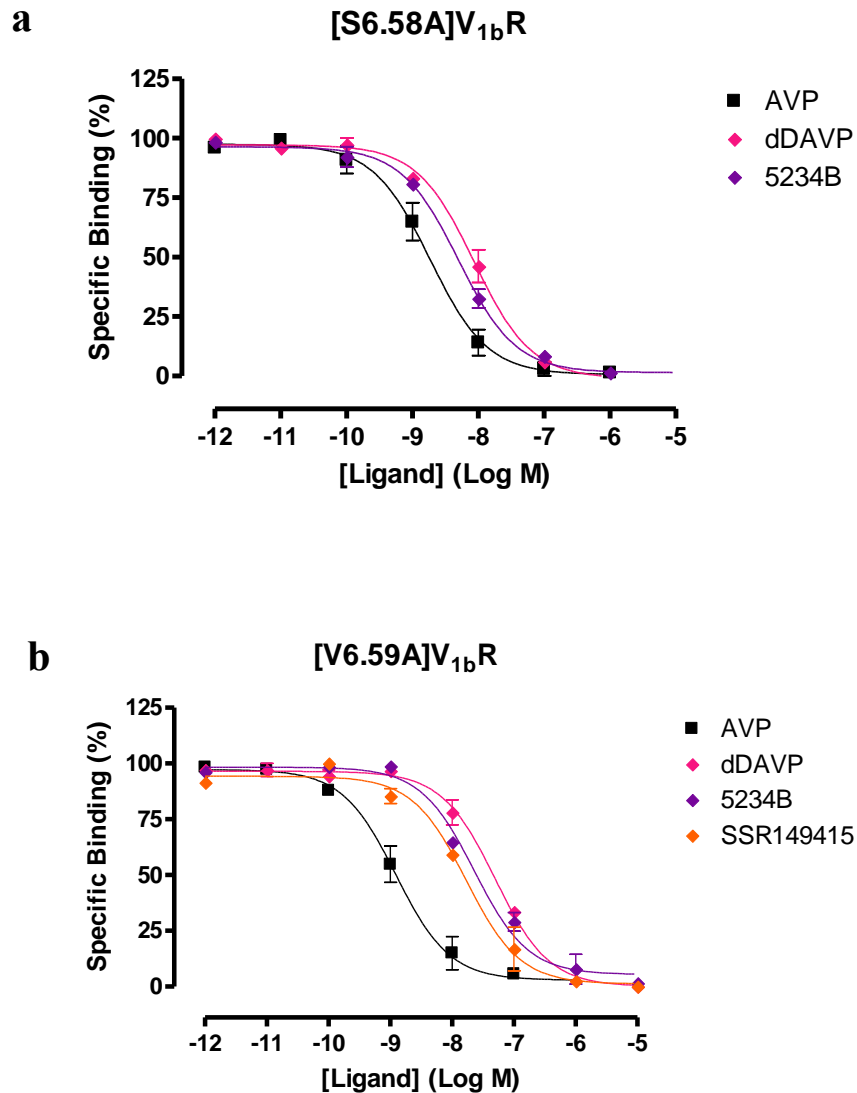 a
[S6.58A]V1bR
Specific Binding (%)
125
100
75
50
25
0
-12 -11 -10 -9 -8 -7 -6 -5
[Ligand] (Log M)
AVP
dDAVP
5234B
b
[V6.59A]V1bR
Specific Binding (%)
125
100
75
50
25
0
-12 -11 -10 -9 -8 -7 -6 -5
[Ligand] (Log M)
AVP
dDAVP
5234B
SSR149415